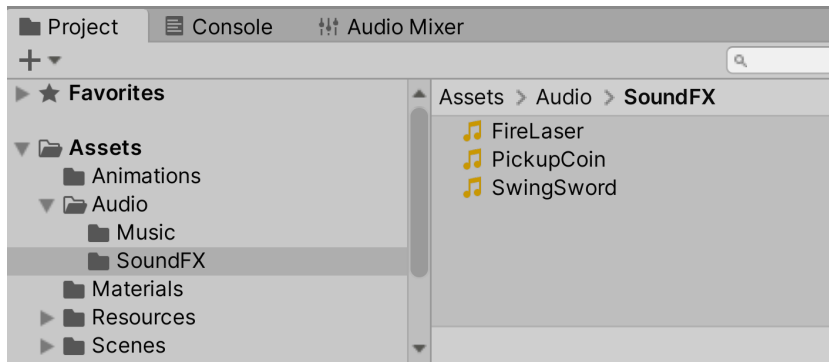 Project Console Audio Mixer
Favorites
Assets
Animations
Audio
Music
SoundFX
Materials
Resources
Scenes
Assets > Audio > SoundFX
FireLaser
PickupCoin
SwingSword